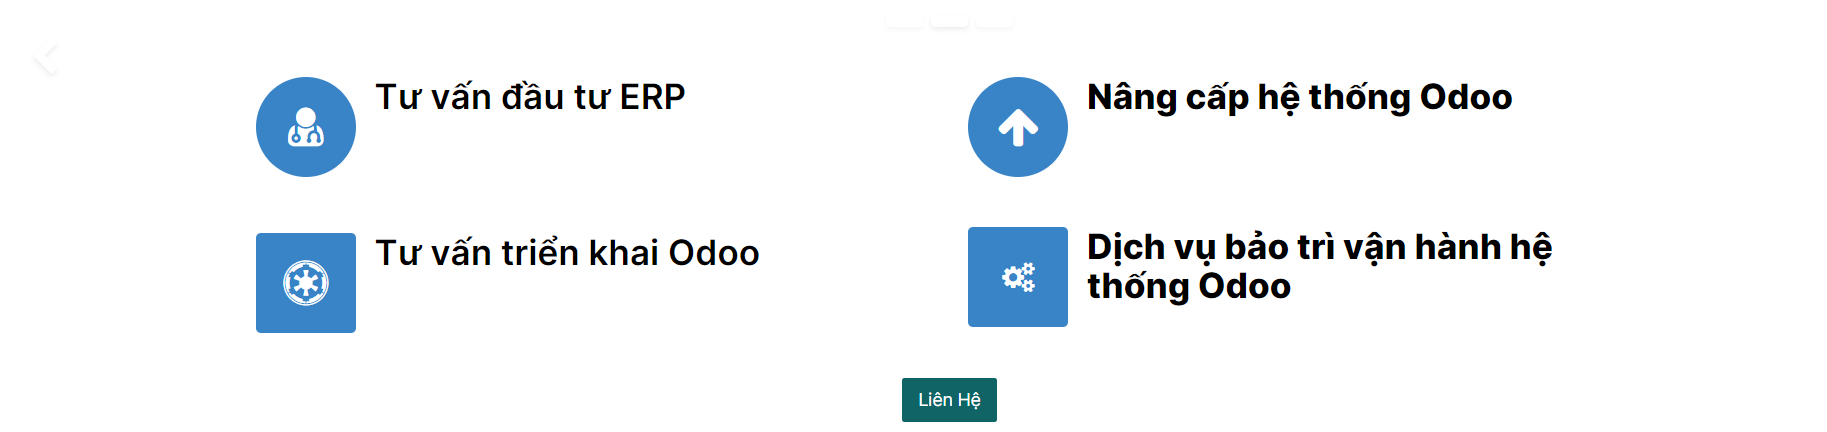 Tư vấn đầu tư ERP
Nâng cấp hệ thống Odoo
Tư vấn triển khai Odoo
Dịch vụ bảo trì vận hành hệ
thống Odoo
Liên Hệ